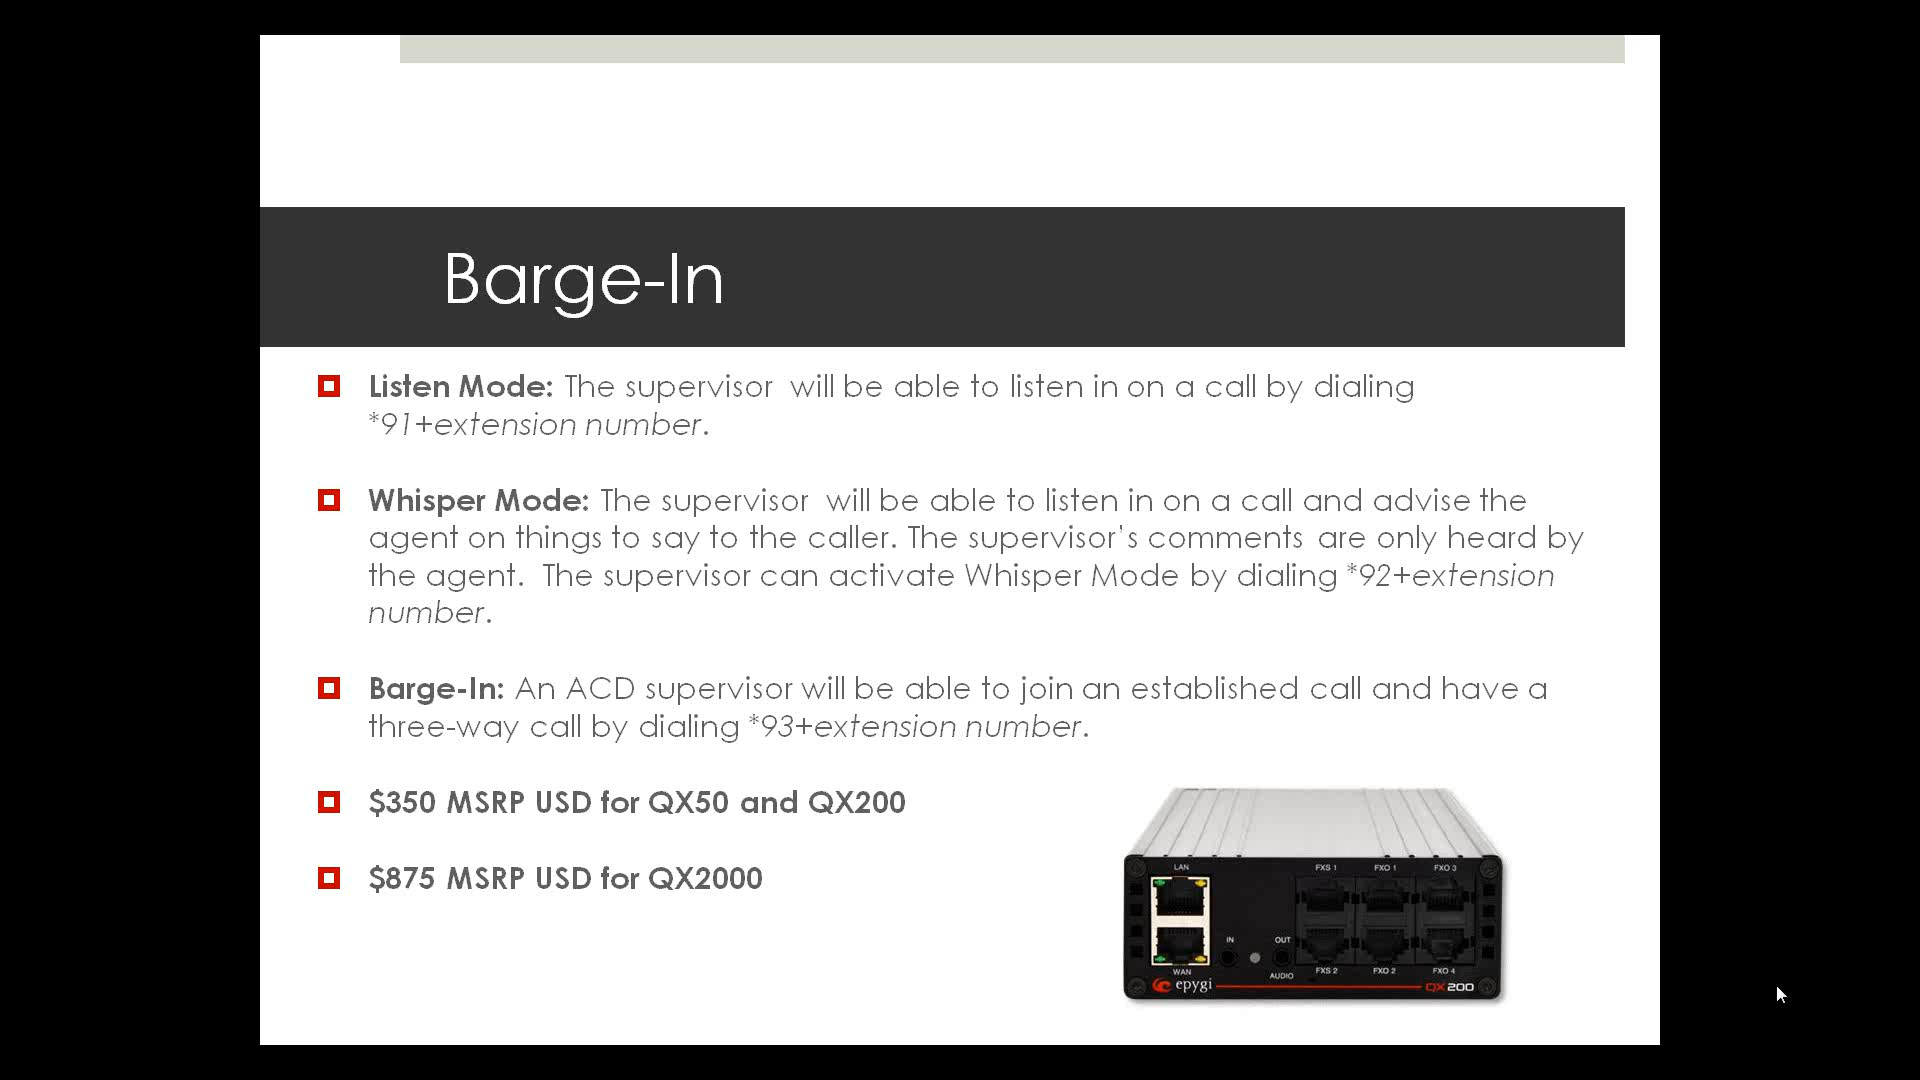 Barge-In
Listen Mode: The supervisor will be able to listen in on a call by dialing
*91+extension number.
Whisper Mode: The supervisor will be able to listen in on a call and advise the
agent on things to say to the caller. The supervisor's comments are only heard by
the agent. The supervisor can activate Whisper Mode by dialing *92+extension
number.
Barge-In: An ACD supervisor will be able to join an established call and have a
three-way call by dialing *93+extension number.
$350 MSRP USD for QX50 and QX200
$875 MSRP USD for QX2000
LAN FXS 1 FXO 1 FXO 3
IN OUT
WAN AUDIO FXS 2 FXO 2 FXO 4
epygi QX200